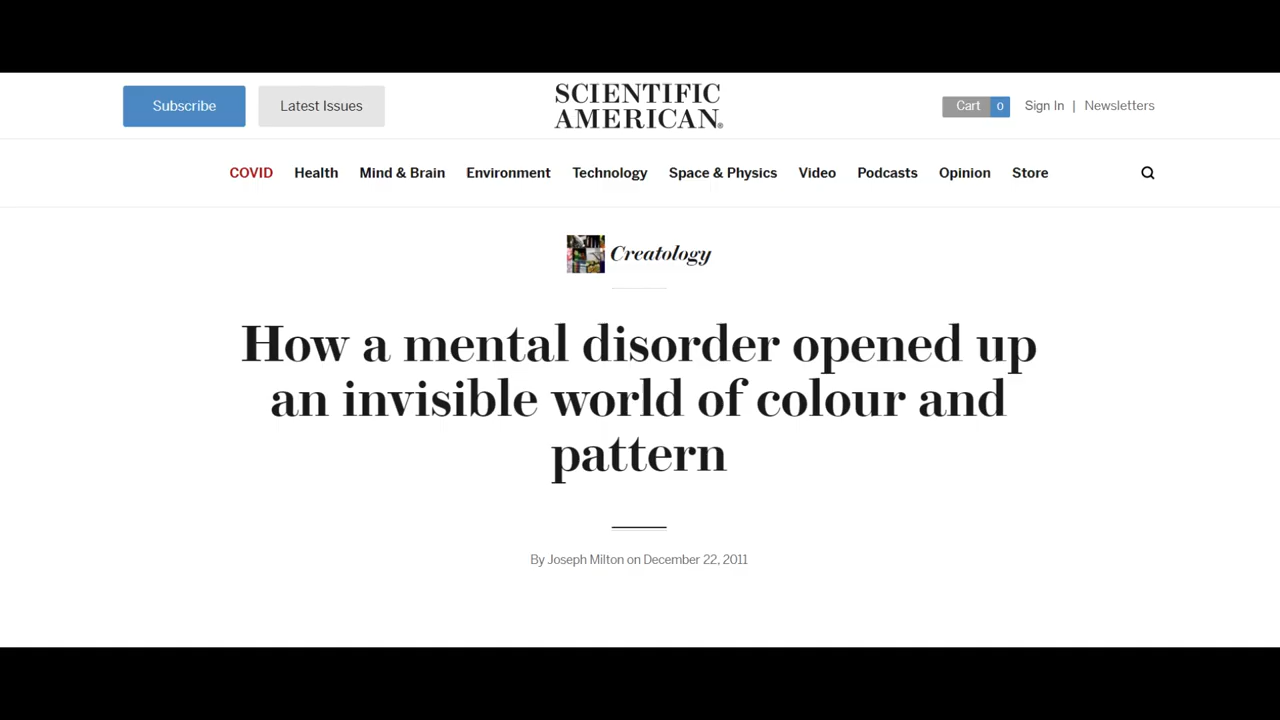 Subscribe
Latest Issues
SCIENTIFIC
AMERICAN®
Cart 0
Sign In | Newsletters
COVID Health Mind & Brain Environment Technology Space & Physics Video Podcasts Opinion Store
Creatology
How a mental disorder opened up
an invisible world of colour and
pattern
By Joseph Milton on December 22, 2011